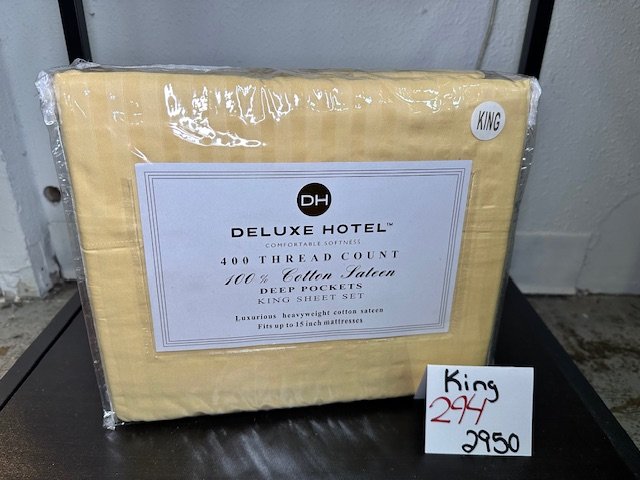 KING
DH
DELUXE HOTEL™
COMFORTABLE SOFTNESS
400 THREAD COUNT
100% Cotton Sateen
DEEP POCKETS
KING SHEET SET
Luxurious heavyweight cotton sateen
Fits up to 15 inch mattresses
King
294
2950